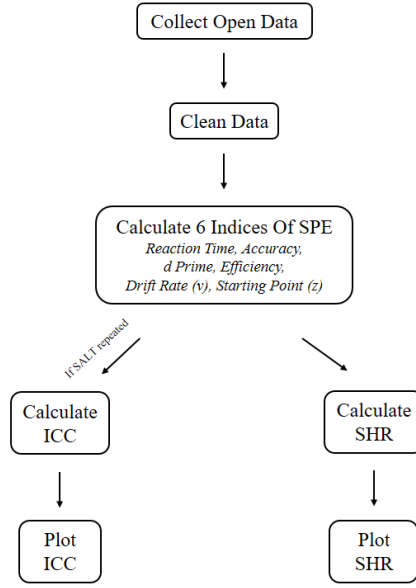 Collect Open Data
Clean Data
Calculate 6 Indices Of SPE
Reaction Time, Accuracy,
d Prime, Efficiency,
Drift Rate (v), Starting Point (z)
If SALT repeated
Calculate
ICC
Calculate
SHR
Plot
ICC
Plot
SHR